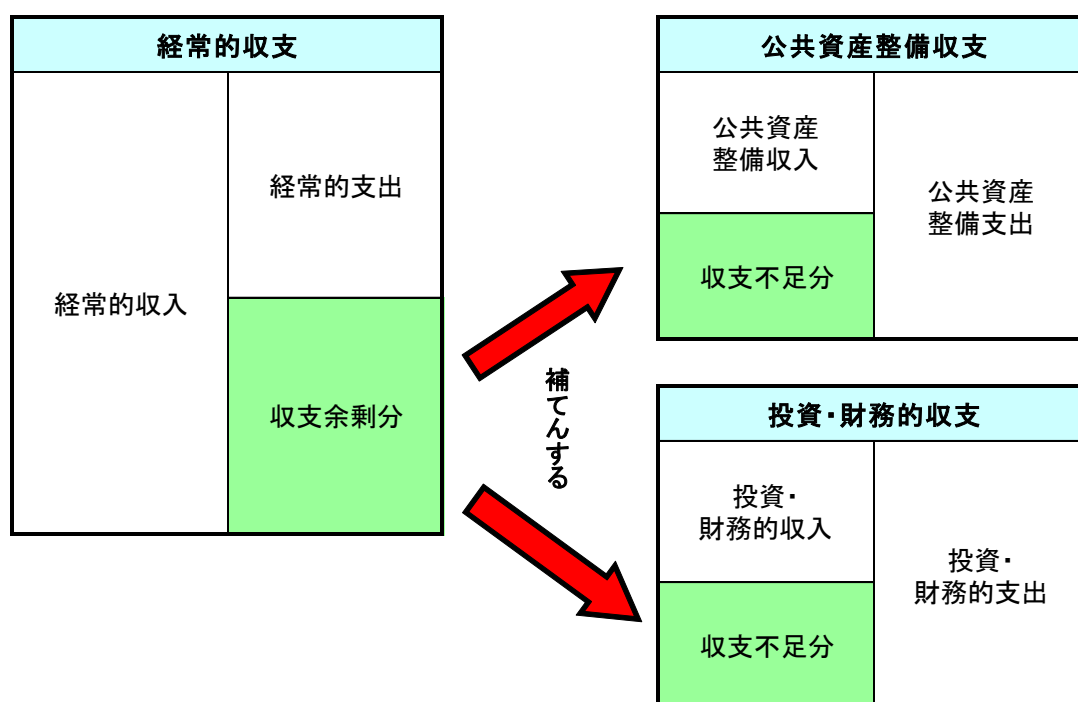 経常的収支
経常的収入
経常的支出
収支余剰分
補てんする
公共資産整備収支
公共資産
整備収入
収支不足分
公共資産
整備支出
投資・財務的収支
投資・
財務的収入
収支不足分
投資・
財務的支出